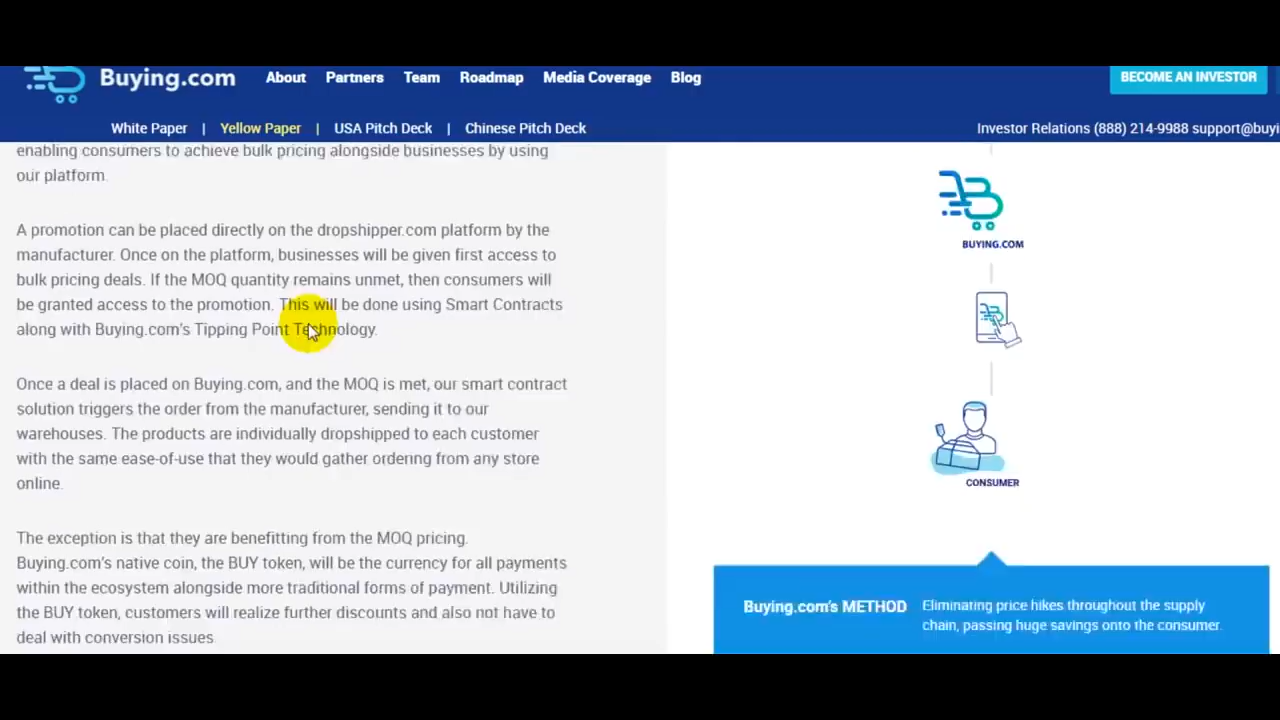 Buying.com
About
Partners
Team
Roadmap
Media Coverage
Blog
BECOME AN INVESTOR
White Paper | Yellow Paper | USA Pitch Deck | Chinese Pitch Deck
Investor Relations (888) 214-9988 support@buyi
enabling consumers to achieve bulk pricing alongside businesses by using
our platform.
A promotion can be placed directly on the dropshipper.com platform by the
manufacturer. Once on the platform, businesses will be given first access to
bulk pricing deals. If the MOQ quantity remains unmet, then consumers will
be granted access to the promotion. This will be done using Smart Contracts
along with Buying.com's Tipping Point Technology.
Once a deal is placed on Buying.com, and the MOQ is met, our smart contract
solution triggers the order from the manufacturer, sending it to our
warehouses. The products are individually dropshipped to each customer
with the same ease-of-use that they would gather ordering from any store
online.
The exception is that they are benefitting from the MOQ pricing.
Buying.com's native coin, the BUY token, will be the currency for all payments
within the ecosystem alongside more traditional forms of payment. Utilizing
the BUY token, customers will realize further discounts and also not have to
deal with conversion issues.
BUYING.COM
CONSUMER
Buying.com's METHOD
Eliminating price hikes throughout the supply
chain, passing huge savings onto the consumer.